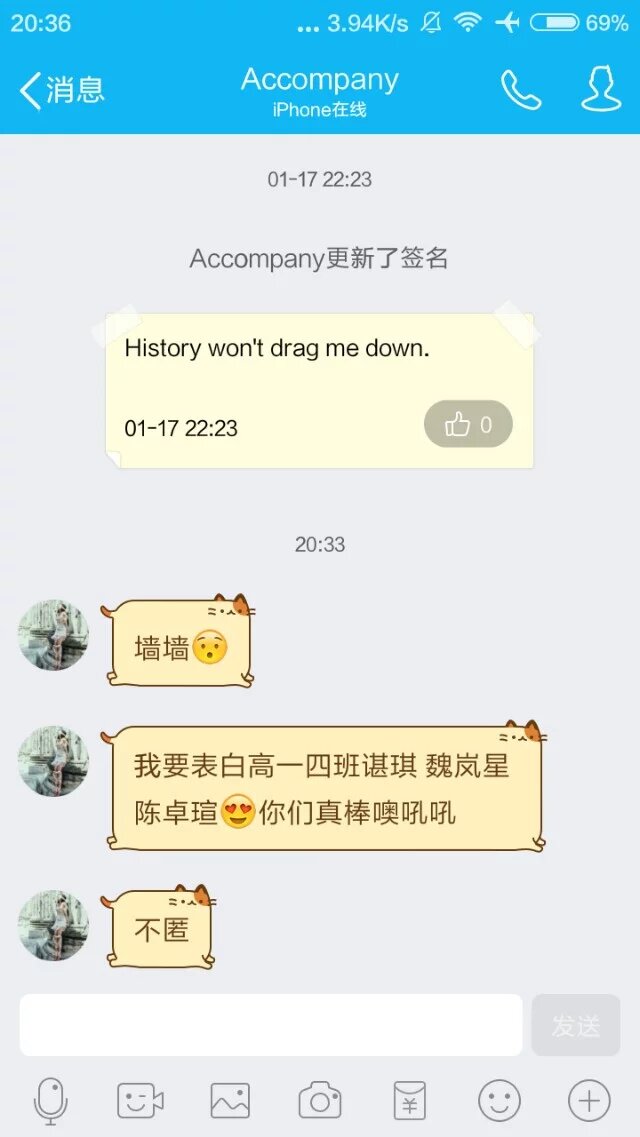 20:36 ... 3.94K/s 69%
消息 Accompany
iPhone在线
01-17 22:23
Accompany更新了签名
History won't drag me down.
01-17 22:23 0
20:33
墙墙😯
我要表白高一四班谌琪 魏岚星
陈卓瑄😍你们真棒噢吼吼
不匿
发送